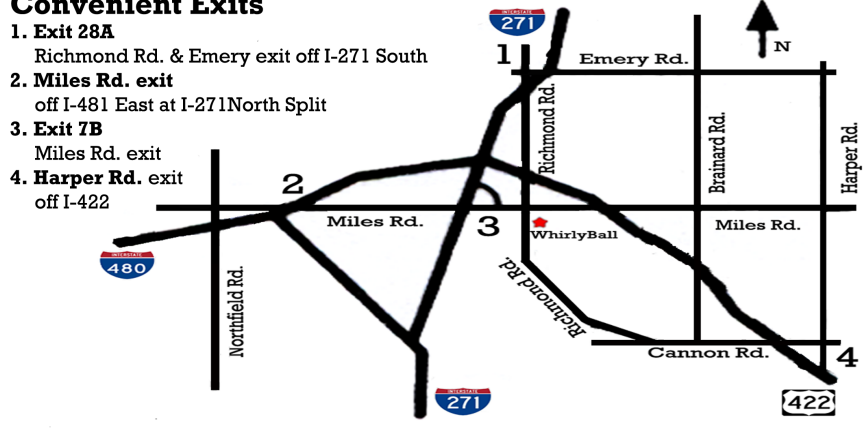 Convenient Exits
1. Exit 28A
Richmond Rd. & Emery exit off I-271 South
2. Miles Rd. exit
off I-481 East at I-271North Split
3. Exit 7B
Miles Rd. exit
4. Harper Rd. exit
off I-422
INTERSTATE
271
1
Emery Rd.
N
Richmond Rd.
Brainard Rd.
Harper Rd.
2
Miles Rd.
3
WhirlyBall
Miles Rd.
INTERSTATE
480
Northfield Rd.
Richmond Rd.
Cannon Rd.
4
INTERSTATE
271
422